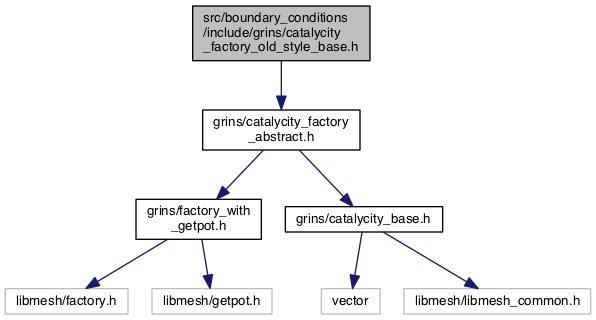 src/boundary_conditions
/include/grins/catalycity
_factory_old_style_base.h
grins/catalycity_factory
_abstract.h
grins/factory_with
_getpot.h
grins/catalycity_base.h
libmesh/factory.h
libmesh/getpot.h
vector
libmesh/libmesh_common.h